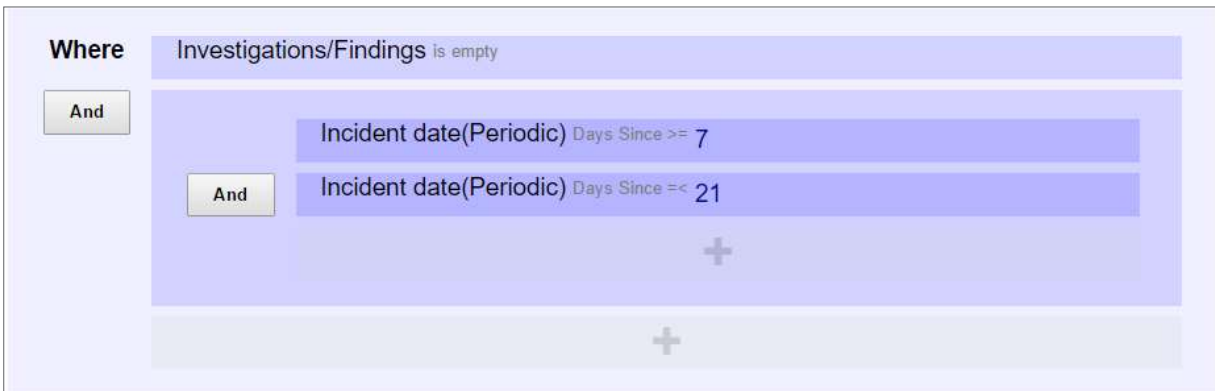 Where Investigations/Findings is empty
And
Incident date(Periodic) Days Since >= 7
And
Incident date(Periodic) Days Since =< 21